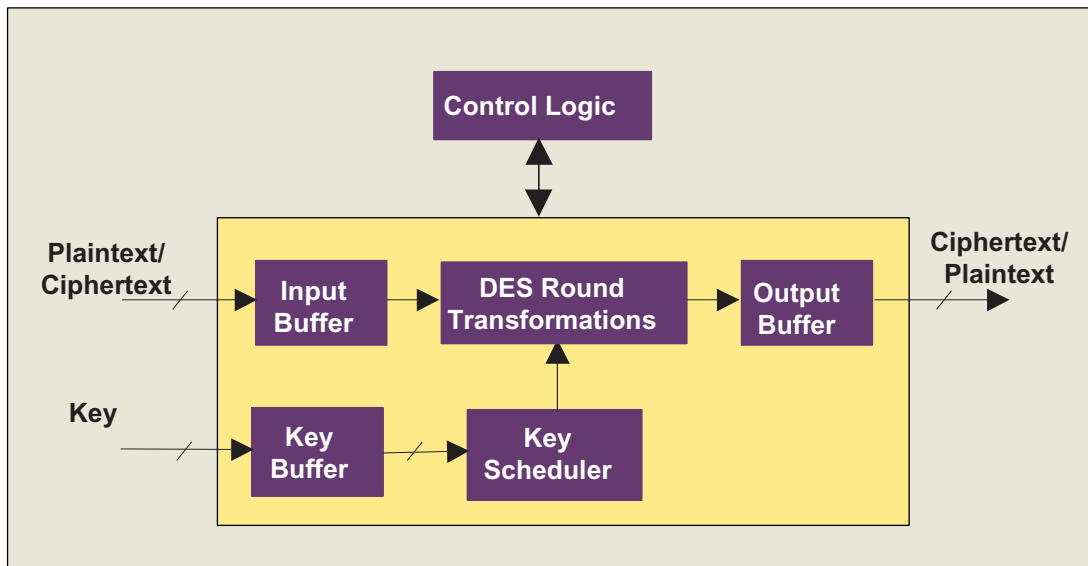 Control Logic
Plaintext/
Ciphertext
Input
Buffer
DES Round
Transformations
Output
Buffer
Ciphertext/
Plaintext
Key
Key
Buffer
Key
Scheduler